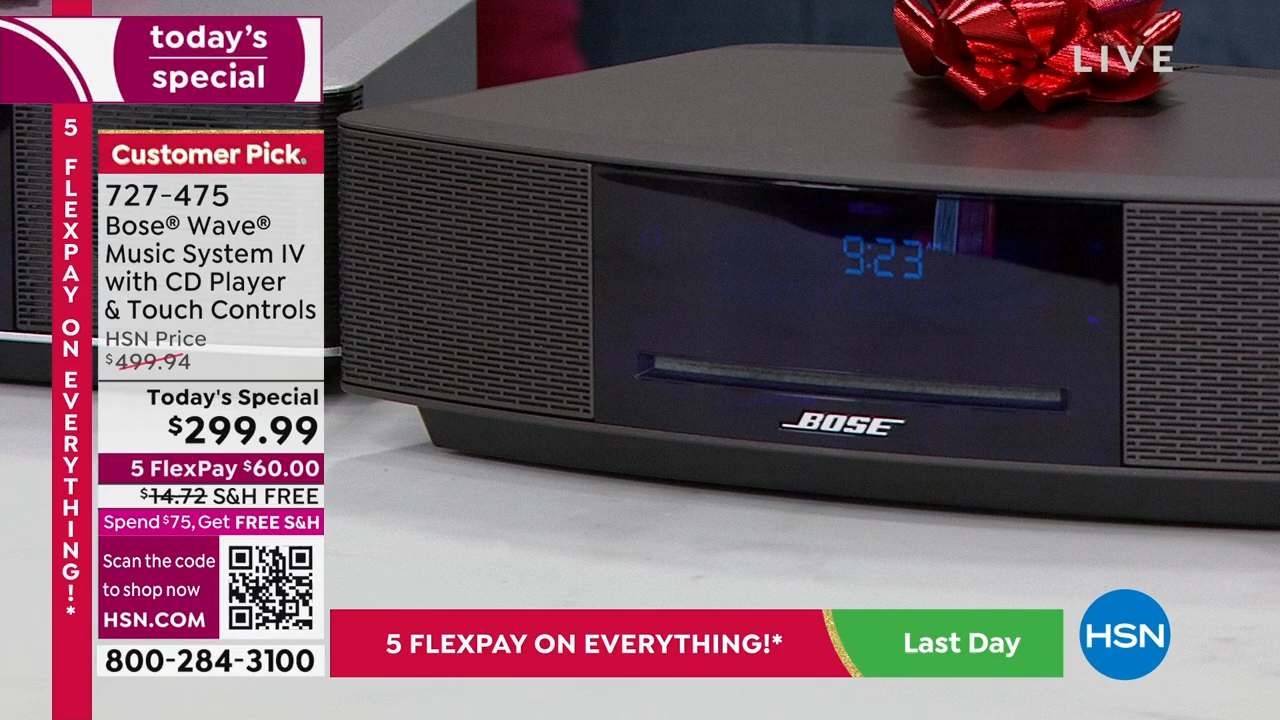 today's
special
5 FLEXPAY ON EVERYTHING!*
Customer Pick.
727-475
Bose® Wave®
Music System IV
with CD Player
& Touch Controls
HSN Price
$499.94
Today's Special
$299.99
5 FlexPay $60.00
$14.72 S&H FREE
Spend $75, Get FREE S&H
Scan the code
to shop now
HSN.COM
800-284-3100
LIVE
9:23 AM
BOSE
5 FLEXPAY ON EVERYTHING!*
Last Day
HSN